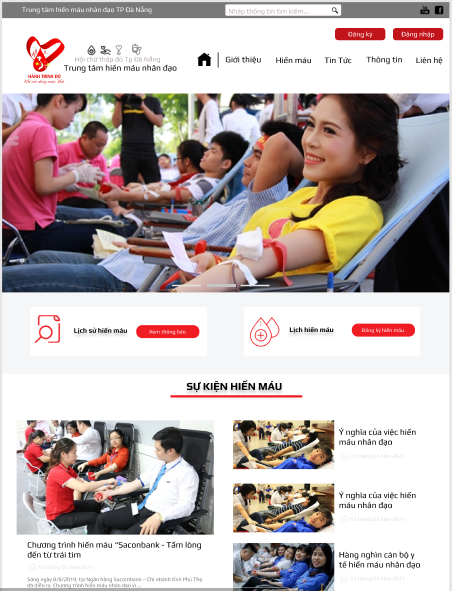 Trung tâm hiến máu nhân đạo TP Đà Nẵng
Nhập thông tin tìm kiếm...
Đăng ký
Đăng nhập
HÀNH TRÌNH ĐỎ
Hội chữ thập đỏ Tp Đà Nẵng
Trung tâm hiến máu nhân đạo
Giới thiệu
Hiến máu
Tin Tức
Thông tin
Liên hệ
Lịch sử hiến máu
Xem thông báo
Lịch hiến máu
Đăng ký hiến máu
SỰ KIỆN HIẾN MÁU
Chương trình hiến máu “Saconbank - Tấm lòng
đến từ trái tim
03 tháng 04 năm 2021
Sáng ngày 8/8/2019, tại Ngân hàng Sacombank – Chi nhánh tỉnh Phú Thọ
đã diễn ra Chương trình hiến máu nhân đạo vì ...
Ý nghĩa của việc hiến
máu nhân đạo
03 tháng 04 năm 2021
Ý nghĩa của việc hiến
máu nhân đạo
03 tháng 04 năm 2021
Hàng nghìn cán bộ y
tế hiến máu nhân đạo
03 tháng 04 năm 2021